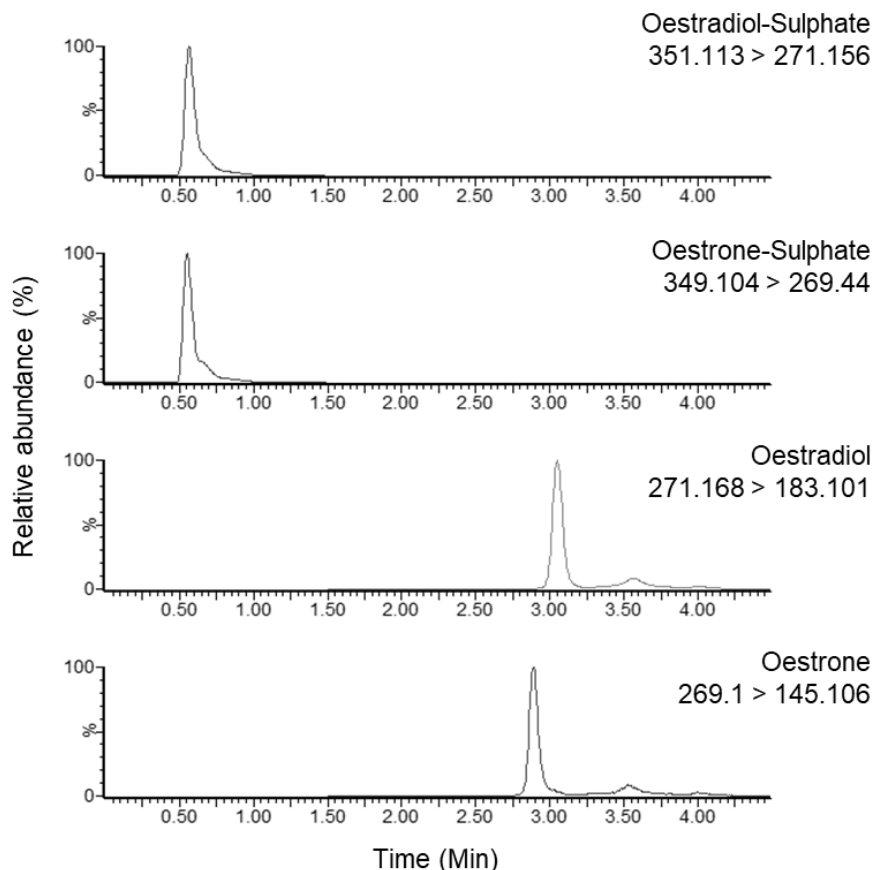 Oestradiol-Sulphate
351.113 > 271.156
100
%
0
0.50 1.00 1.50 2.00 2.50 3.00 3.50 4.00
Oestrone-Sulphate
349.104 > 269.44
100
%
0
0.50 1.00 1.50 2.00 2.50 3.00 3.50 4.00
Relative abundance (%)
Oestradiol
271.168 > 183.101
100
%
0
0.50 1.00 1.50 2.00 2.50 3.00 3.50 4.00
Oestrone
269.1 > 145.106
100
%
0
0.50 1.00 1.50 2.00 2.50 3.00 3.50 4.00
Time (Min)